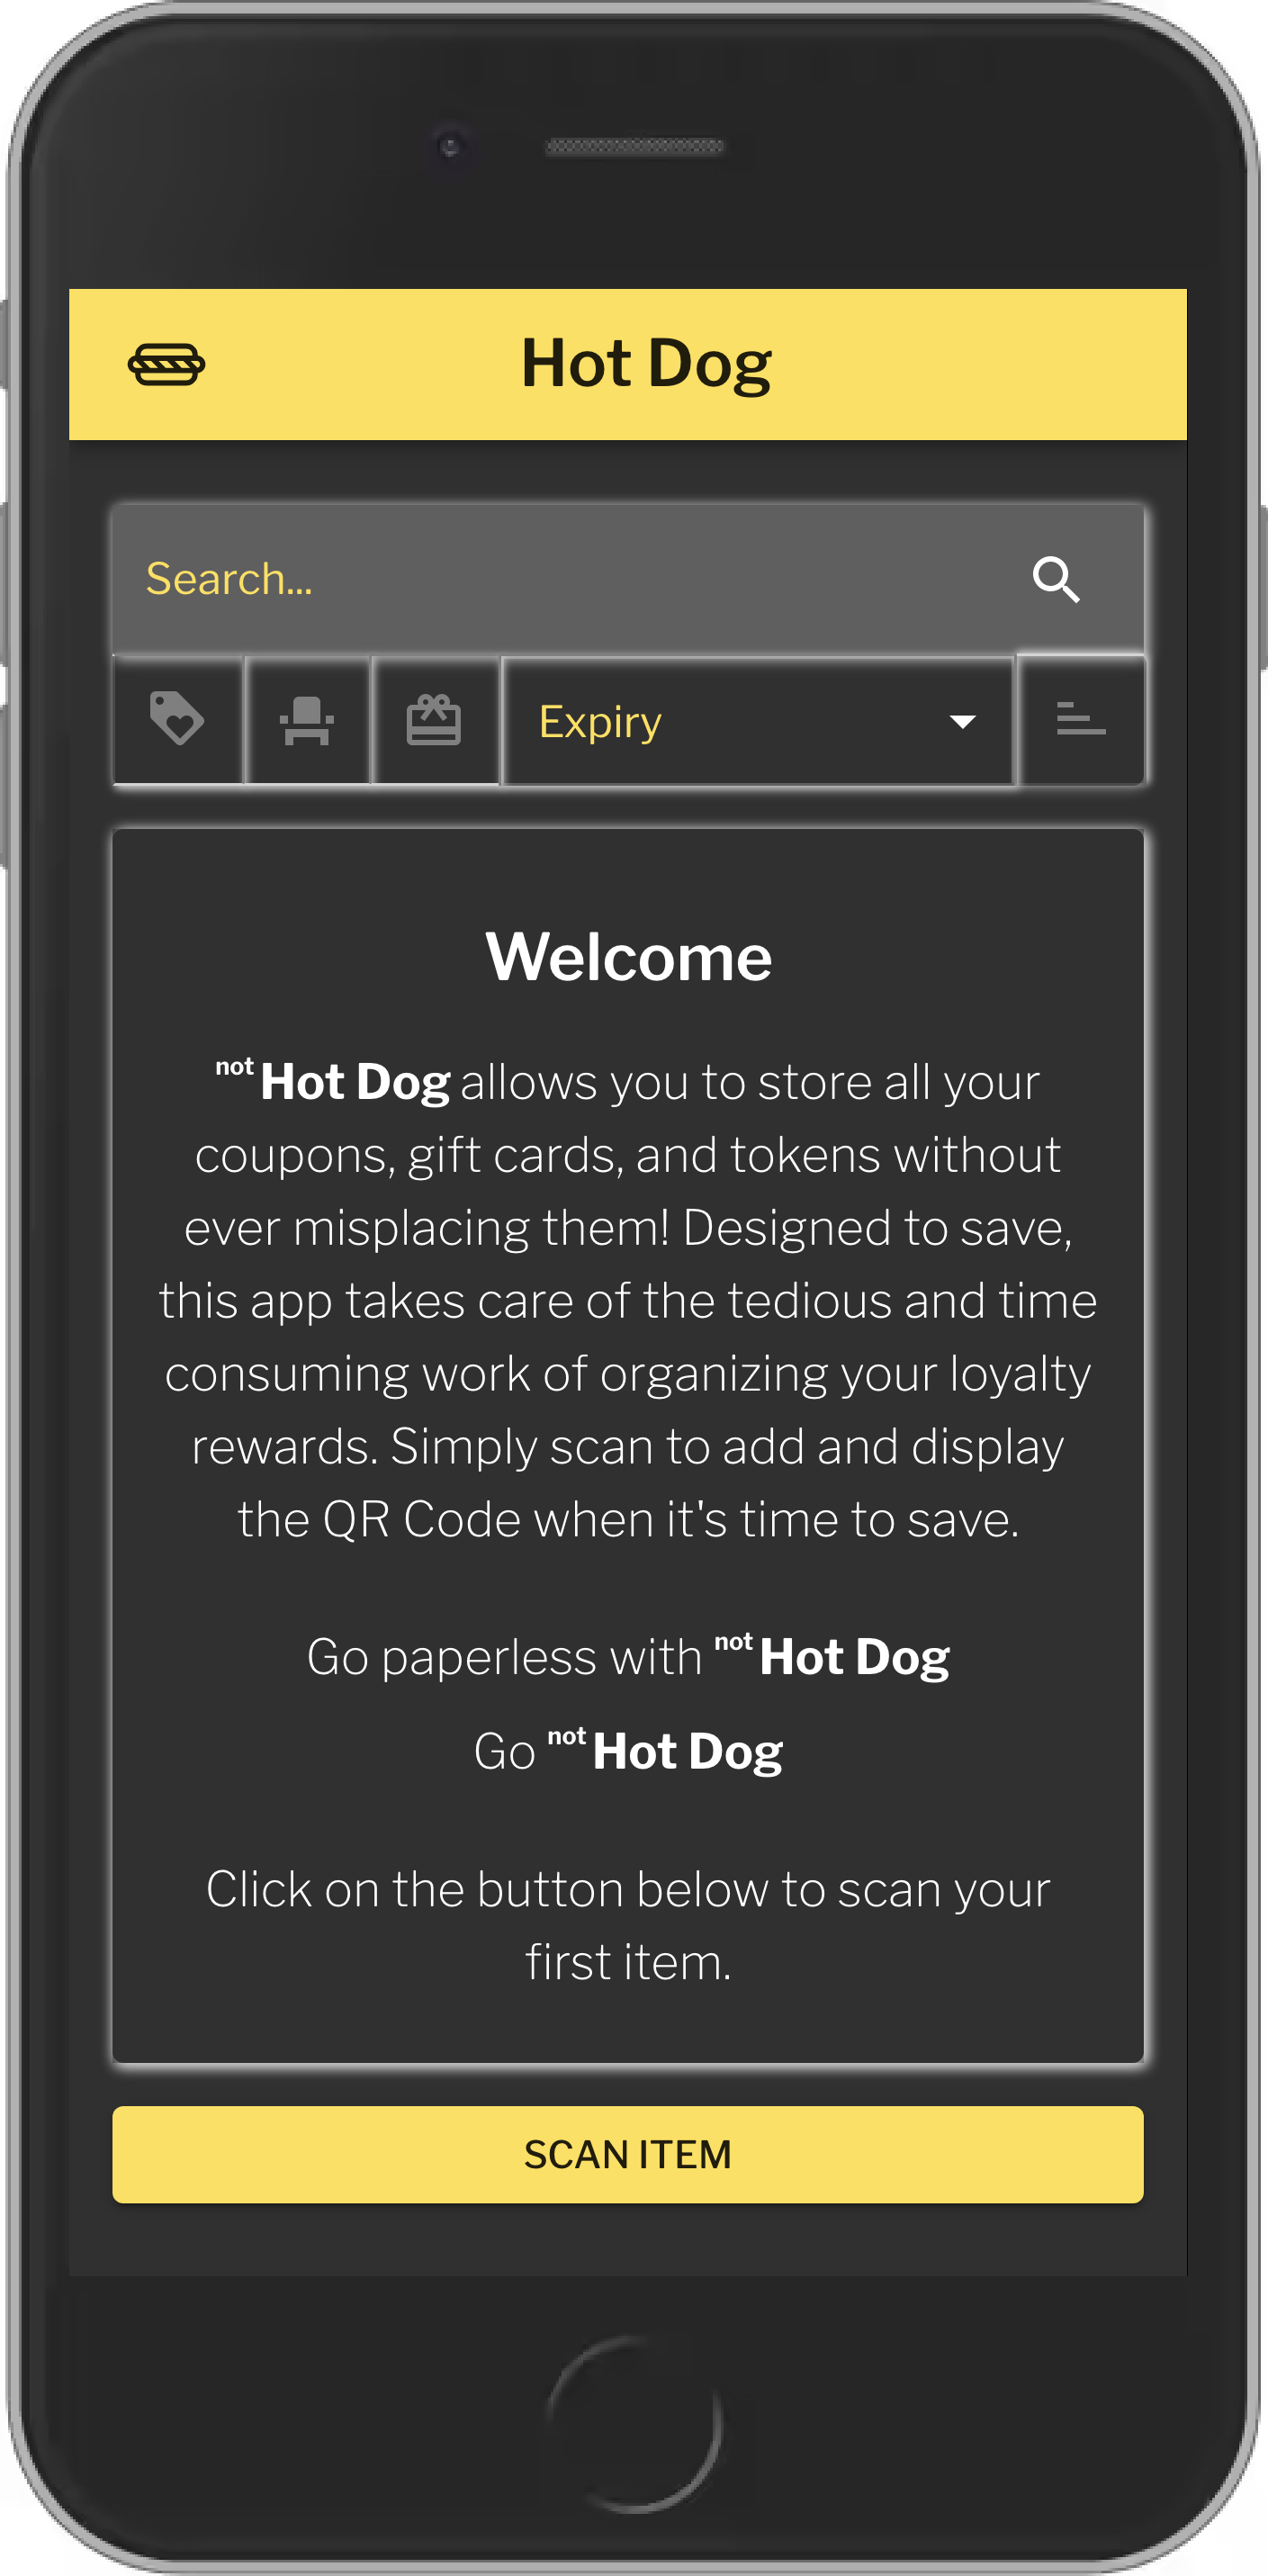 Hot Dog
Search...
Expiry
Welcome
not Hot Dog allows you to store all your
coupons, gift cards, and tokens without
ever misplacing them! Designed to save,
this app takes care of the tedious and time
consuming work of organizing your loyalty
rewards. Simply scan to add and display
the QR Code when it's time to save.
Go paperless with not Hot Dog
Go not Hot Dog
Click on the button below to scan your
first item.
SCAN ITEM